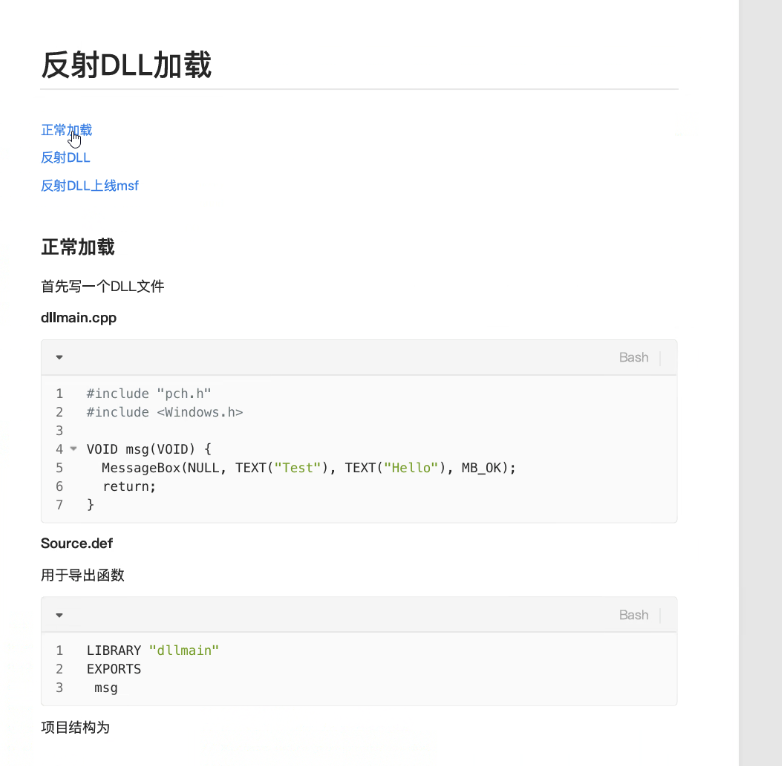 反射DLL加载
正常加载
反射DLL
反射DLL上线msf
正常加载
首先写一个DLL文件
dllmain.cpp
Bash
1 #include "pch.h"
2 #include <Windows.h>
3
4 VOID msg(VOID) {
5 MessageBox(NULL, TEXT("Test"), TEXT("Hello"), MB_OK);
6 return;
7 }
Source.def
用于导出函数
Bash
1 LIBRARY "dllmain"
2 EXPORTS
3 msg
项目结构为